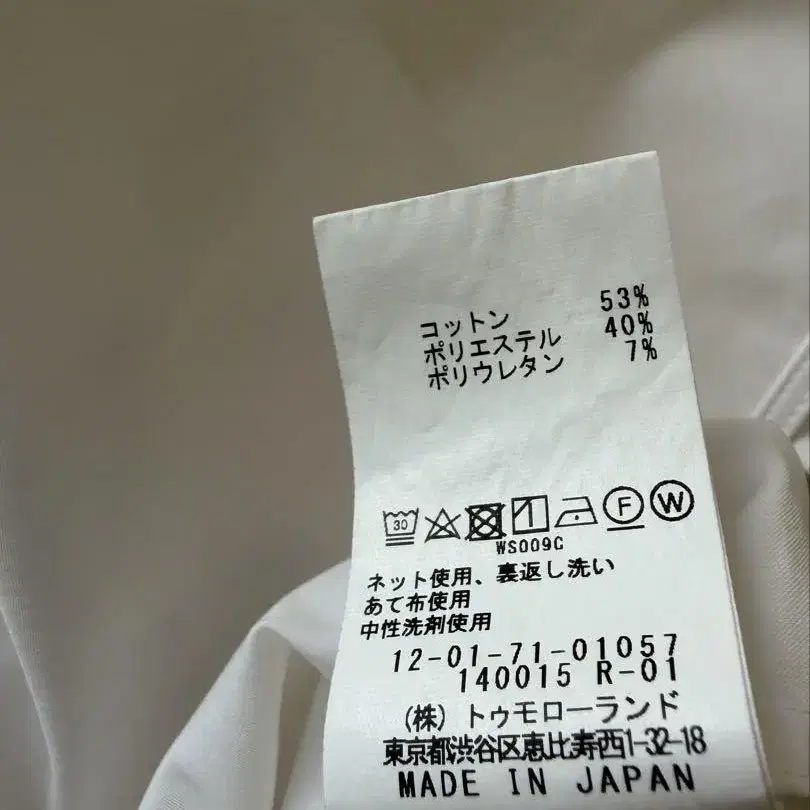 コットン 53%
ポリエステル 40%
ポリウレタン 7%
30 F W
WS009C
ネット使用、裏返し洗い
あて布使用
中性洗剤使用
12-01-71-01057
140015 R-01
(株) トゥモローランド
東京都渋谷区恵比寿西1-32-18
MADE IN JAPAN